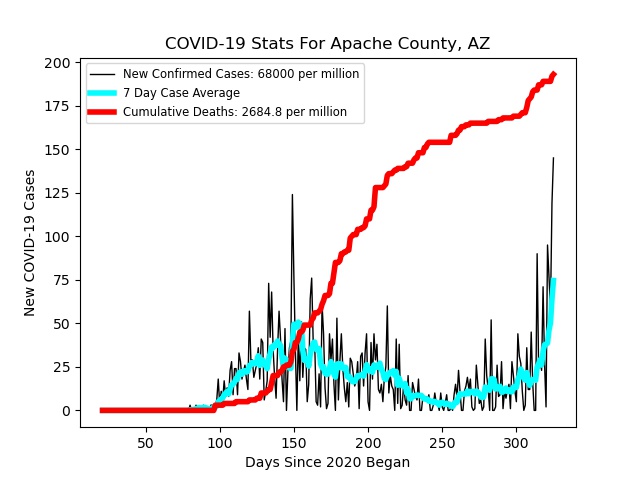 COVID-19 Stats For Apache County, AZ
New Confirmed Cases: 68000 per million
7 Day Case Average
Cumulative Deaths: 2684.8 per million
New COVID-19 Cases
200
175
150
125
100
75
50
25
0
50
100
150
200
250
300
Days Since 2020 Began